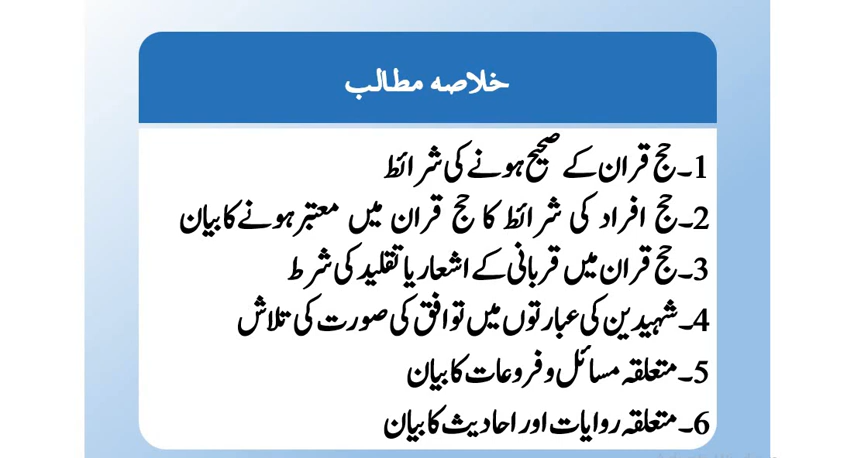 خلاصہ مطالب
1۔حج قران کے صحیح ہونے کی شرائط
2۔حج افراد کی شرائط کا حج قران میں معتبر ہونے کا بیان
3۔حج قران میں قربانی کے اشعار یا تقلید کی شرط
4۔شہیدین کی عبارتوں میں توافق کی صورت کی تلاش
5۔متعلقہ مسائل و فروعات کا بیان
6۔متعلقہ روایات اور احادیث کا بیان